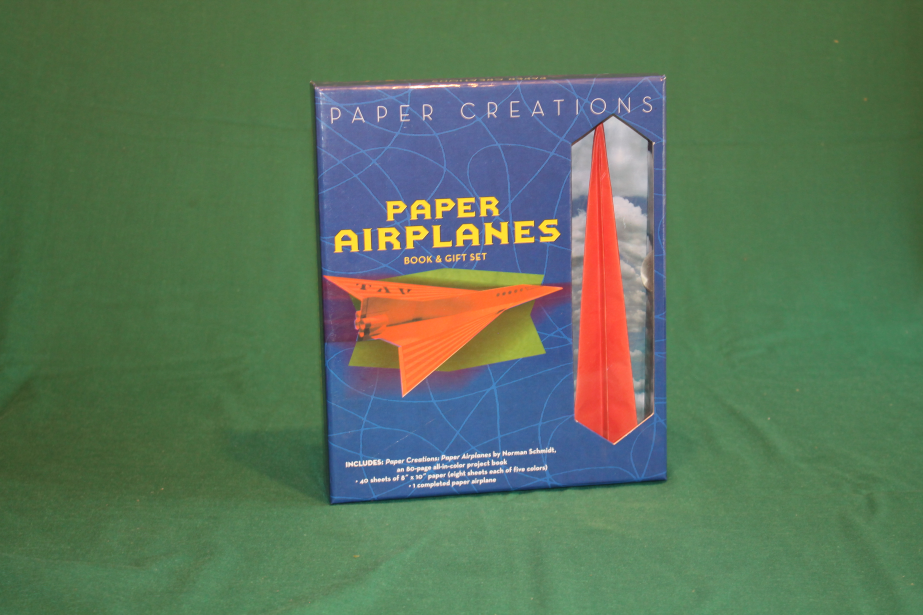 PAPER CREATIONS
PAPER
AIRPLANES
BOOK & GIFT SET
INCLUDES: Paper Creations: Paper Airplanes by Norman Schmidt,
an 80-page all-in-color project book
• 40 sheets of 8" x 10" paper (eight sheets each of five colors)
• 1 completed paper airplane